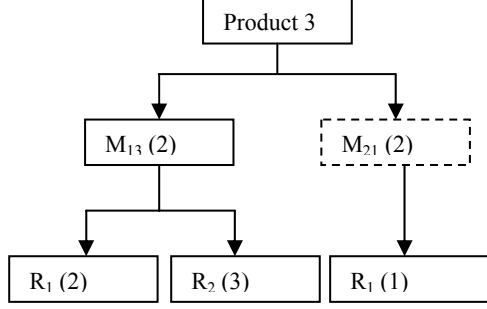 Product 3
M₁₃ (2)
M₂₁ (2)
R₁ (2)
R₂ (3)
R₁ (1)